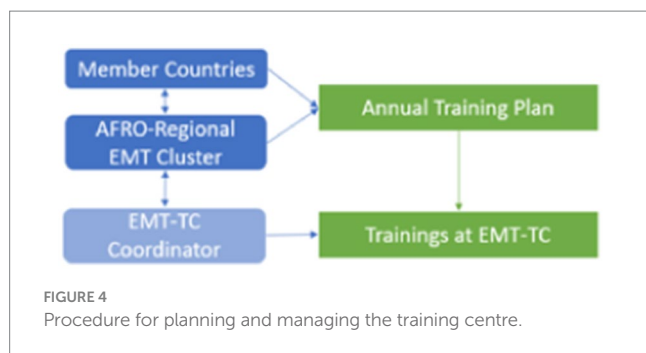 Member Countries
AFRO-Regional
EMT Cluster
EMT-TC
Coordinator
Annual Training Plan
Trainings at EMT-TC
FIGURE 4
Procedure for planning and managing the training centre.